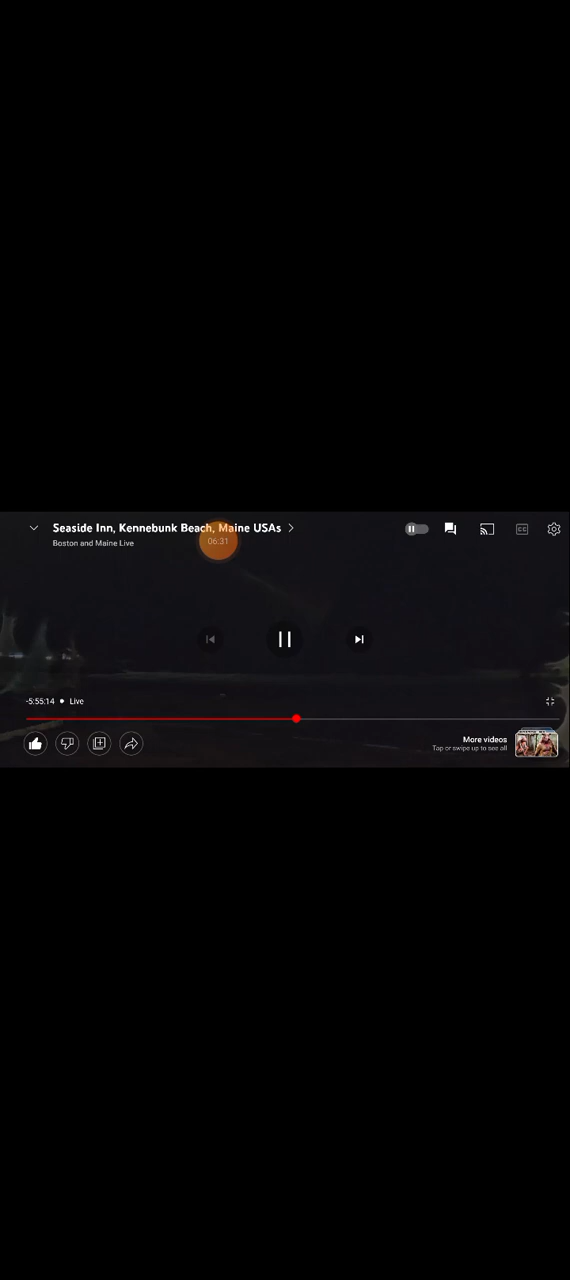 Seaside Inn, Kennebunk Beach, Maine USAs
Boston and Maine Live
06:31
CC
-5:55:14 • Live
More videos
Tap or swipe up to see all